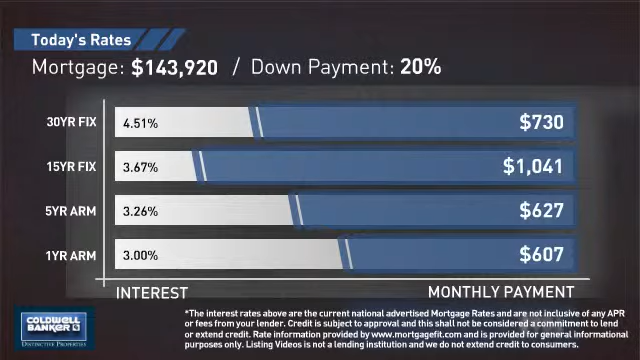 Today's Rates
Mortgage: $143,920 / Down Payment: 20%
30YR FIX 4.51% $730
15YR FIX 3.67% $1,041
5YR ARM 3.26% $627
1YR ARM 3.00% $607
INTEREST MONTHLY PAYMENT
COLDWELL
BANKER
DISTINCTIVE PROPERTIES
*The interest rates above are the current national advertised Mortgage Rates and are not inclusive of any APR
or fees from your lender. Credit is subject to approval and this shall not be considered a commitment to lend
or extend credit. Rate information provided by www.mortgagefit.com and is provided for general informational
purposes only. Listing Videos is not a lending institution and we do not extend credit to consumers.